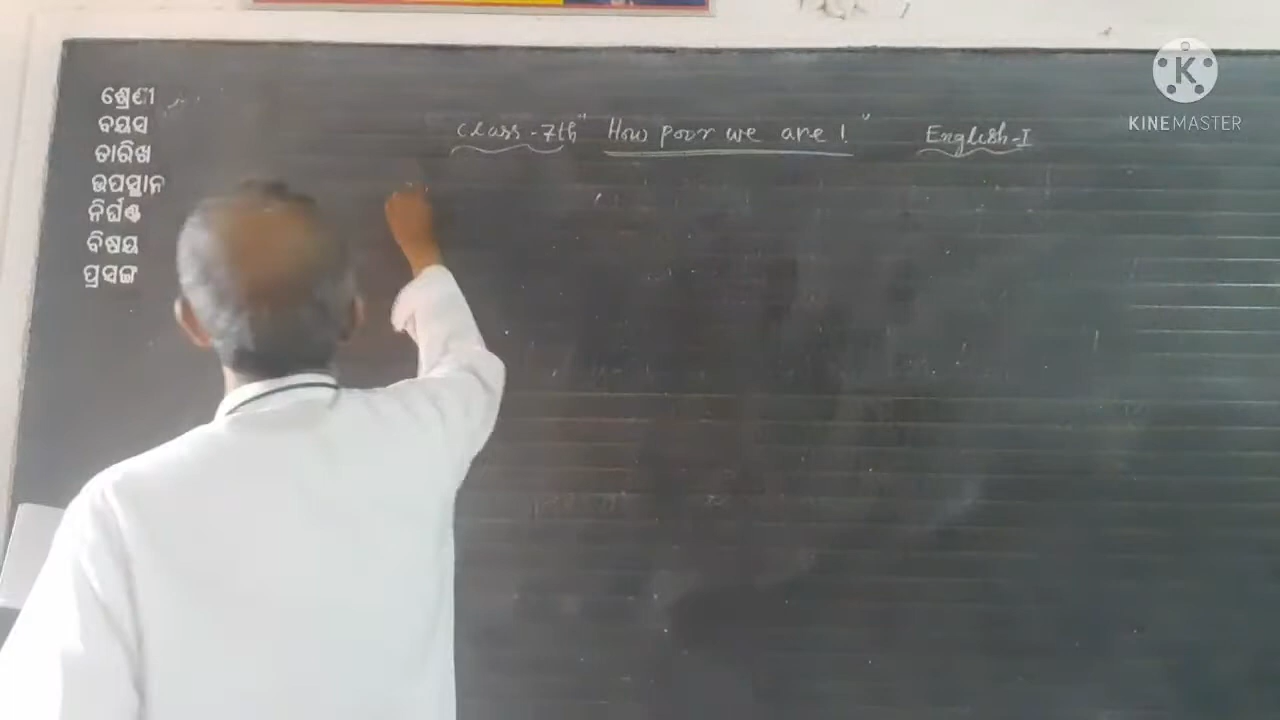 ଶ୍ରେଣୀ
ବୟସ
ତାରିଖ
ଉପସ୍ଥାନ
ନିର୍ଘଣ୍ଟ
ବିଷୟ
ପ୍ରସଙ୍ଗ
Class-7th "How poor we are!" English-I
K
KINEMASTER